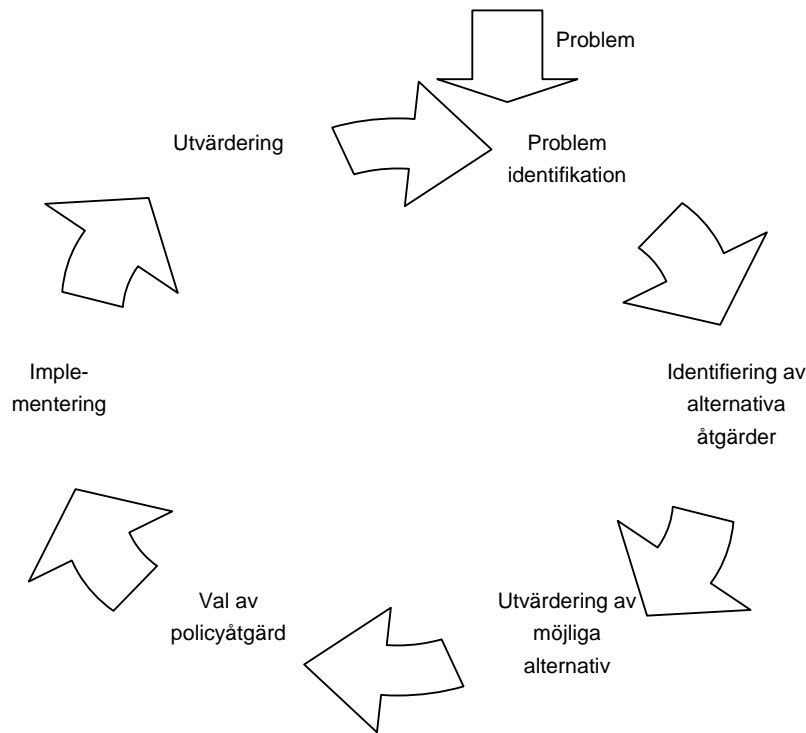 Problem
Problem
identifikation
Identifiering av
alternativa
åtgärder
Utvärdering av
möjliga
alternativ
Val av
policyåtgärd
Imple-
mentering
Utvärdering